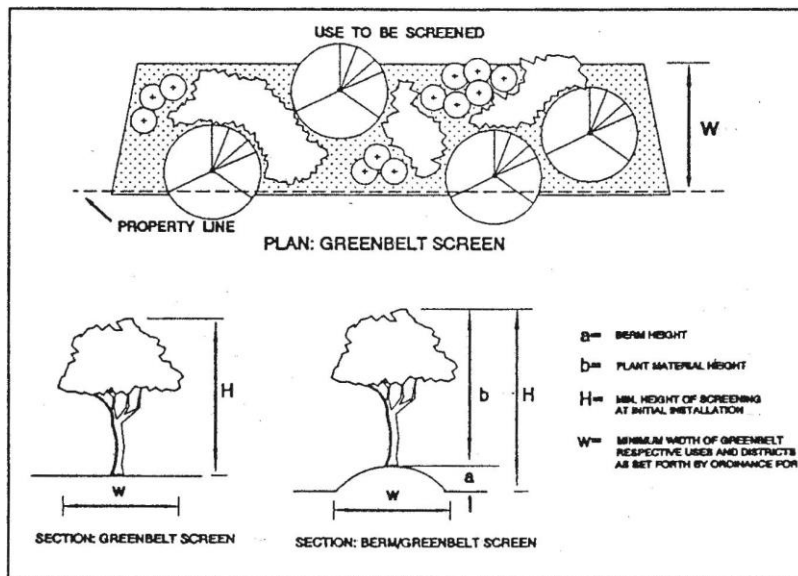 USE TO BE SCREENED
W
PROPERTY LINE
PLAN: GREENBELT SCREEN
H
w
SECTION: GREENBELT SCREEN
b
H
a
w
SECTION: BERM/GREENBELT SCREEN
a= BERM HEIGHT
b= PLANT MATERIAL HEIGHT
H= MIN. HEIGHT OF SCREENING
AT INITIAL INSTALLATION
w= MINIMUM WIDTH OF GREENBELT
RESPECTIVE USES AND DISTRICTS
AS SET FORTH BY ORDINANCE FOR